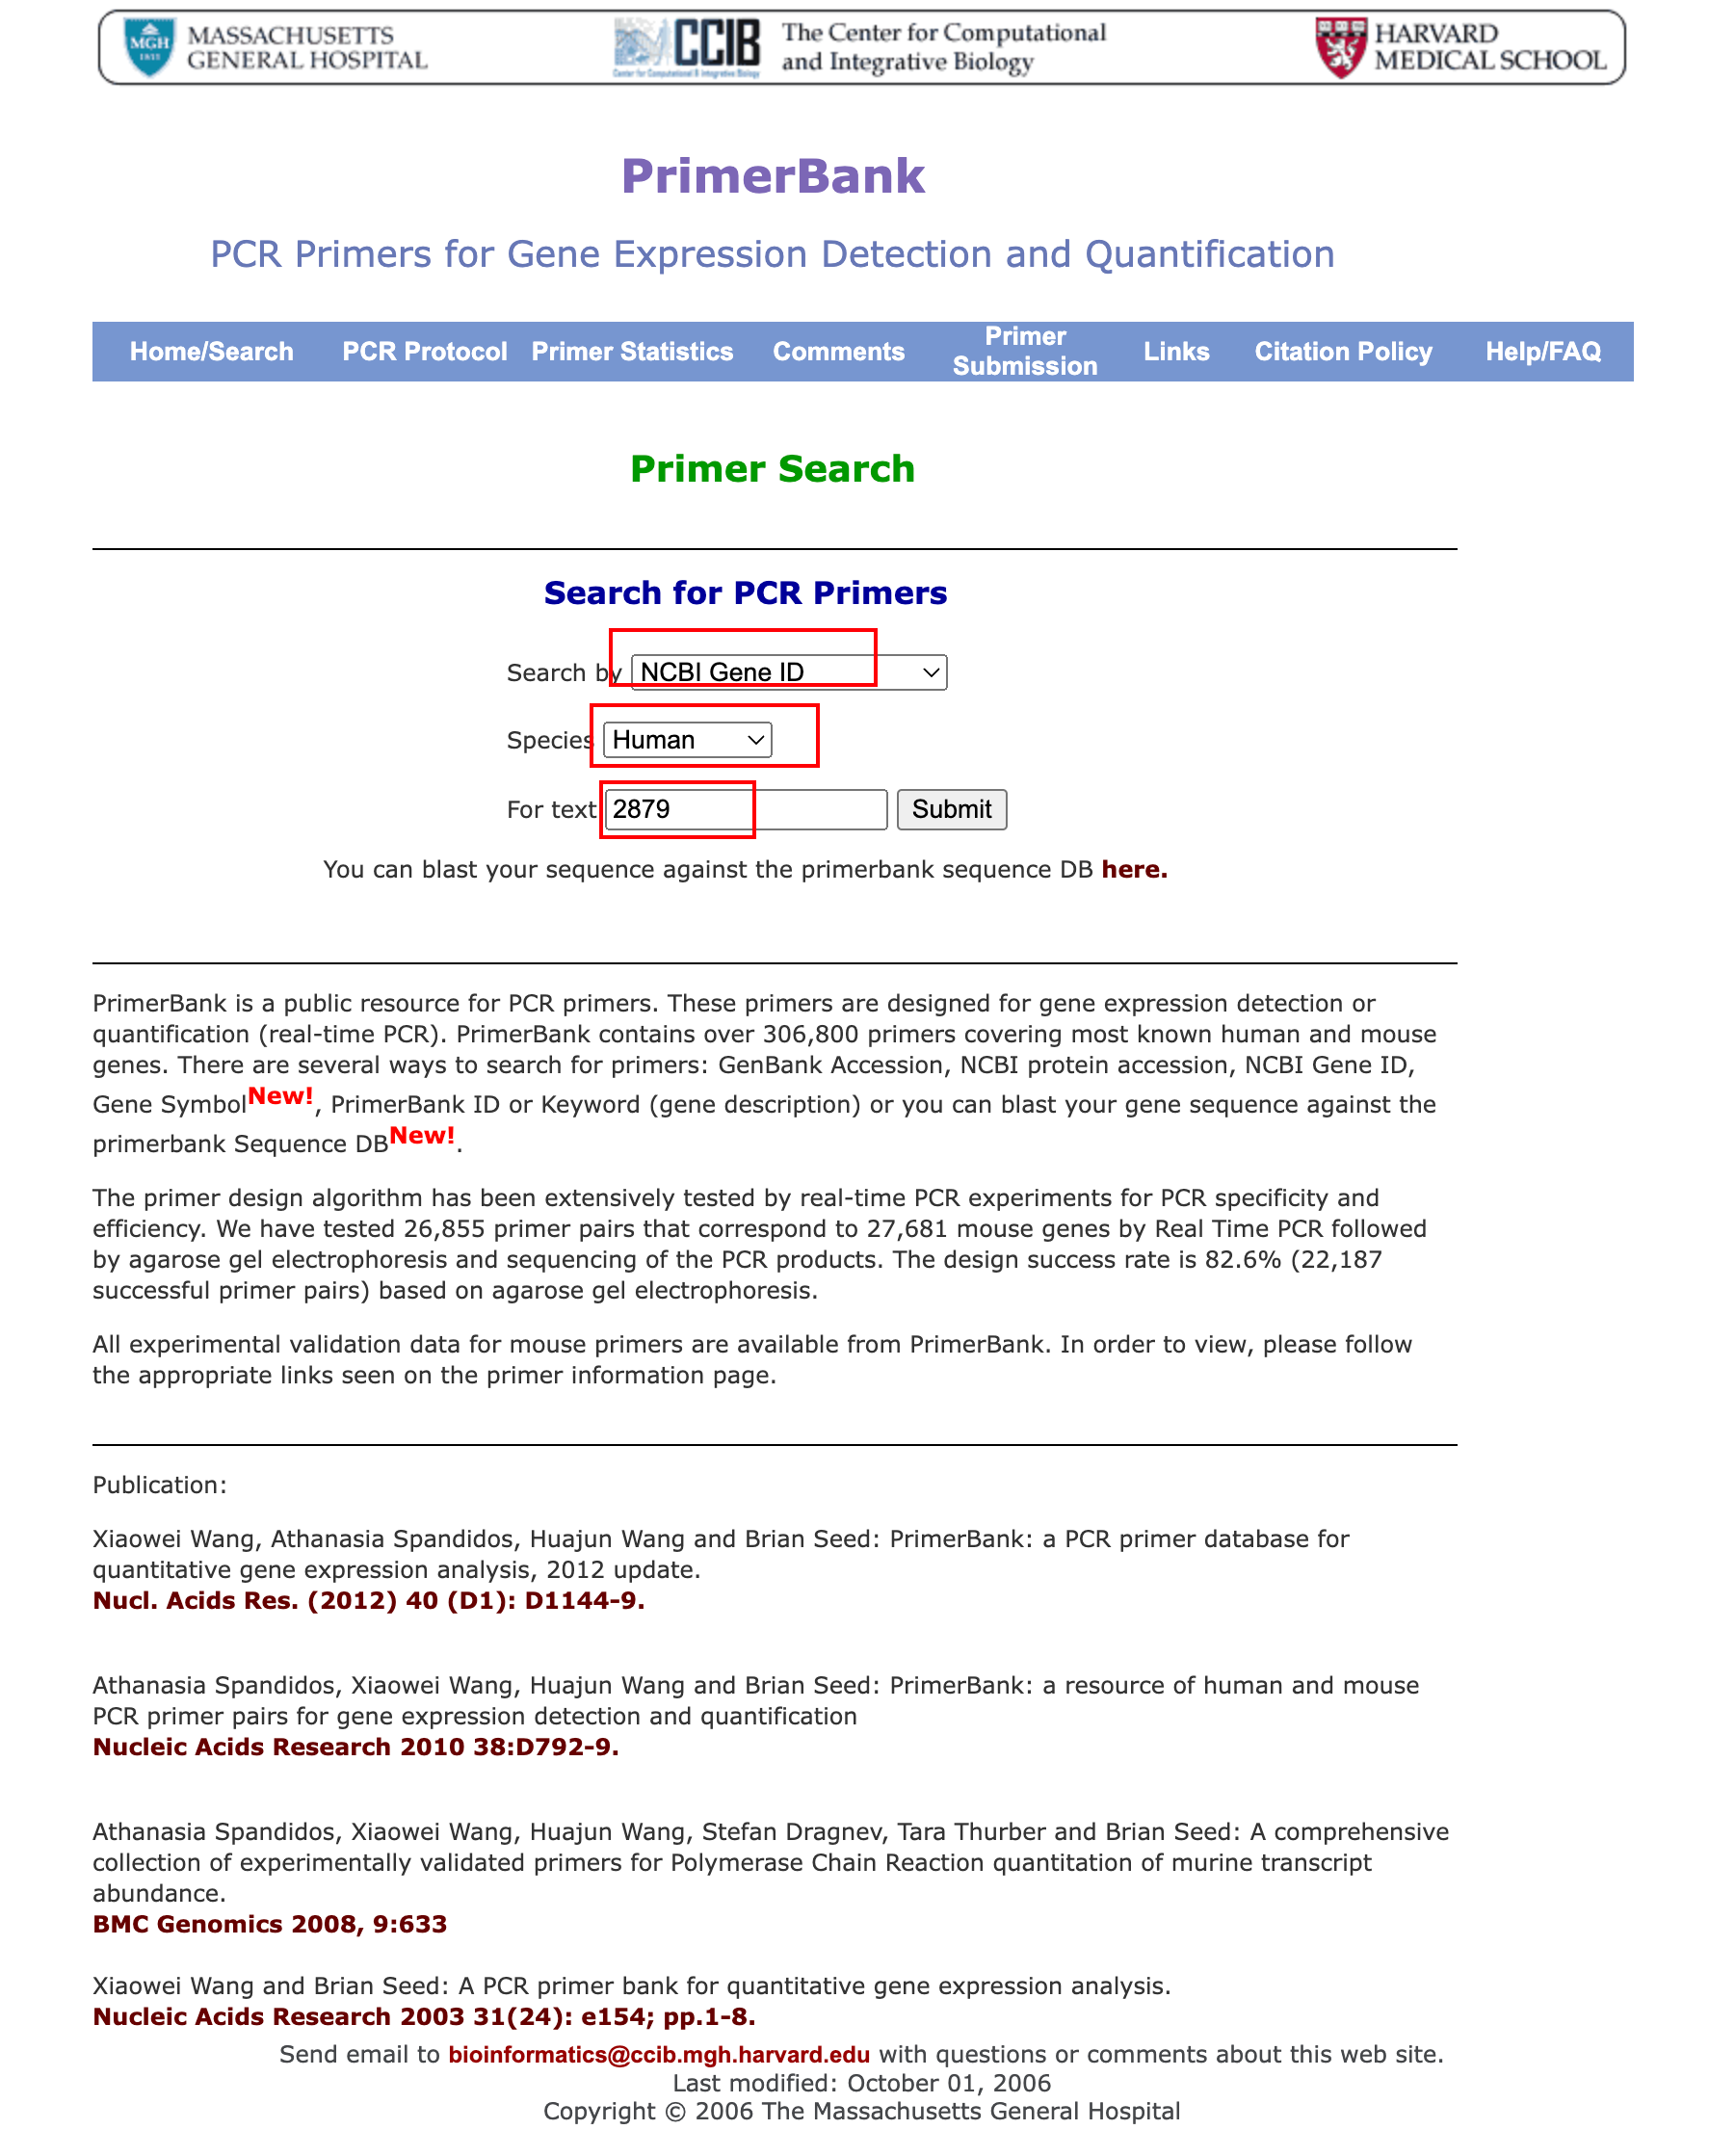 MGH
1811
MASSACHUSETTS
GENERAL HOSPITAL
CCIB
Center for Computational & Integrative Biology
The Center for Computational
and Integrative Biology
HARVARD
MEDICAL SCHOOL
PrimerBank
PCR Primers for Gene Expression Detection and Quantification
Home/Search PCR Protocol Primer Statistics Comments Primer Submission Links Citation Policy Help/FAQ
Primer Search
Search for PCR Primers
Search by NCBI Gene ID
Species Human
For text 2879 Submit
You can blast your sequence against the primerbank sequence DB here.
PrimerBank is a public resource for PCR primers. These primers are designed for gene expression detection or
quantification (real-time PCR). PrimerBank contains over 306,800 primers covering most known human and mouse
genes. There are several ways to search for primers: GenBank Accession, NCBI protein accession, NCBI Gene ID,
Gene SymbolNew!, PrimerBank ID or Keyword (gene description) or you can blast your gene sequence against the
primerbank Sequence DBNew!.
The primer design algorithm has been extensively tested by real-time PCR experiments for PCR specificity and
efficiency. We have tested 26,855 primer pairs that correspond to 27,681 mouse genes by Real Time PCR followed
by agarose gel electrophoresis and sequencing of the PCR products. The design success rate is 82.6% (22,187
successful primer pairs) based on agarose gel electrophoresis.
All experimental validation data for mouse primers are available from PrimerBank. In order to view, please follow
the appropriate links seen on the primer information page.
Publication:
Xiaowei Wang, Athanasia Spandidos, Huajun Wang and Brian Seed: PrimerBank: a PCR primer database for
quantitative gene expression analysis, 2012 update.
Nucl. Acids Res. (2012) 40 (D1): D1144-9.
Athanasia Spandidos, Xiaowei Wang, Huajun Wang and Brian Seed: PrimerBank: a resource of human and mouse
PCR primer pairs for gene expression detection and quantification
Nucleic Acids Research 2010 38:D792-9.
Athanasia Spandidos, Xiaowei Wang, Huajun Wang, Stefan Dragnev, Tara Thurber and Brian Seed: A comprehensive
collection of experimentally validated primers for Polymerase Chain Reaction quantitation of murine transcript
abundance.
BMC Genomics 2008, 9:633
Xiaowei Wang and Brian Seed: A PCR primer bank for quantitative gene expression analysis.
Nucleic Acids Research 2003 31(24): e154; pp.1-8.
Send email to bioinformatics@ccib.mgh.harvard.edu with questions or comments about this web site.
Last modified: October 01, 2006
Copyright © 2006 The Massachusetts General Hospital